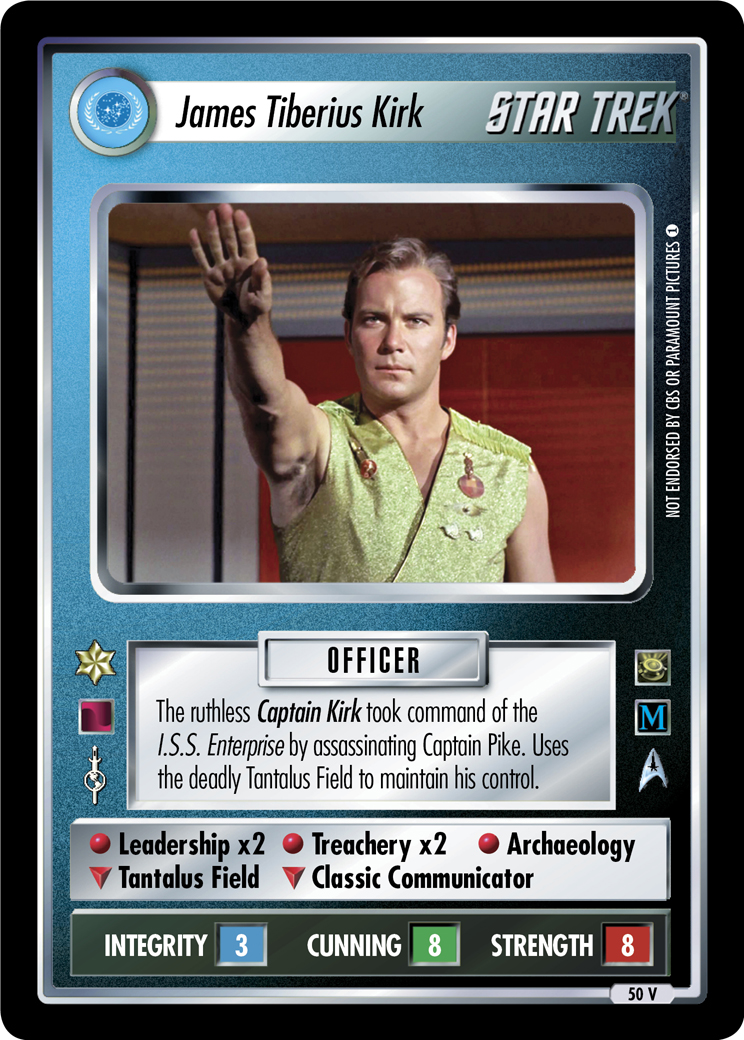 James Tiberius Kirk
STAR TREK®
NOT ENDORSED BY CBS OR PARAMOUNT PICTURES 1
OFFICER
The ruthless Captain Kirk took command of the
I.S.S. Enterprise by assassinating Captain Pike. Uses
the deadly Tantalus Field to maintain his control.
M
Leadership x2 Treachery x2 Archaeology
Tantalus Field Classic Communicator
INTEGRITY 3 CUNNING 8 STRENGTH 8
50 V